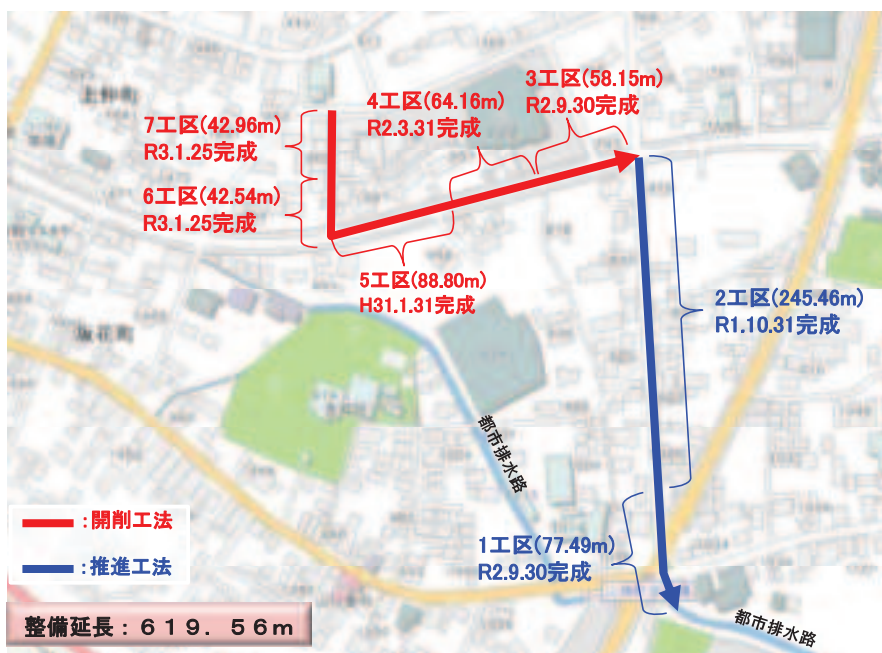 7工区(42.96m)
R3.1.25完成
4工区(64.16m)
R2.3.31完成
3工区(58.15m)
R2.9.30完成
6工区(42.54m)
R3.1.25完成
5工区(88.80m)
H31.1.31完成
2工区(245.46m)
R1.10.31完成
都市排水路
1工区(77.49m)
R2.9.30完成
都市排水路
:開削工法
:推進工法
整備延長：６１９．５６ｍ